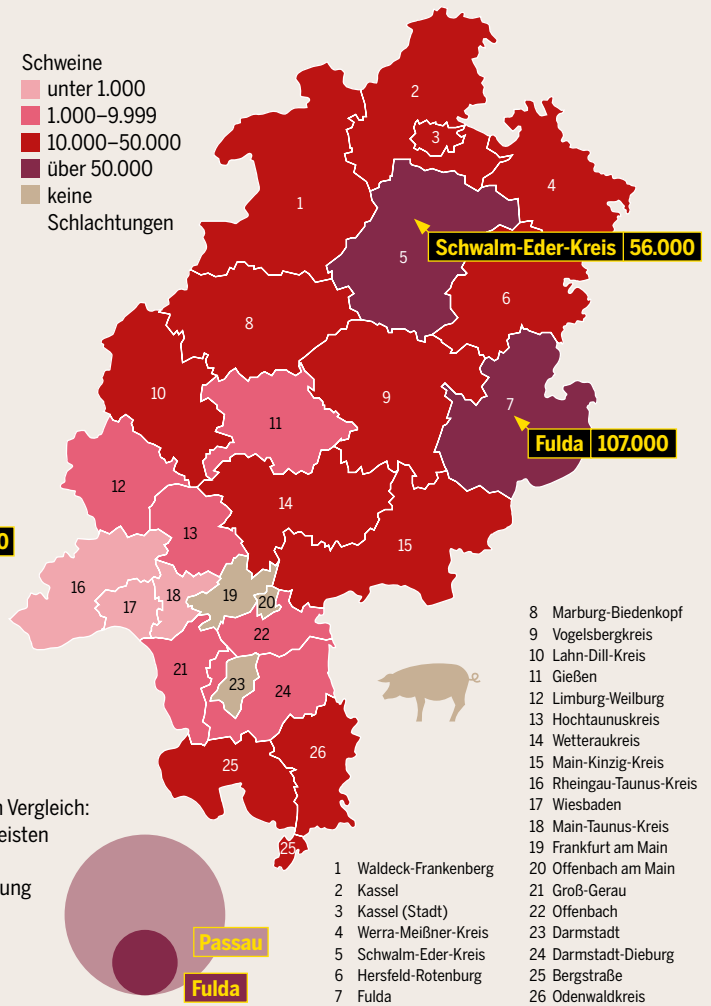 Schweine
unter 1.000
1.000–9.999
10.000–50.000
über 50.000
keine
Schlachtungen
2
3
4
1
5
Schwalm-Eder-Kreis 56.000
6
8
9
7
10
11
Fulda 107.000
12
14
13
0
15
16
17
18
19
20
22
21
23
24
25
26
25
Vergleich:
eisten
ung
Passau
Fulda
1 Waldeck-Frankenberg
2 Kassel
3 Kassel (Stadt)
4 Werra-Meißner-Kreis
5 Schwalm-Eder-Kreis
6 Hersfeld-Rotenburg
7 Fulda
8 Marburg-Biedenkopf
9 Vogelsbergkreis
10 Lahn-Dill-Kreis
11 Gießen
12 Limburg-Weilburg
13 Hochtaunuskreis
14 Wetteraukreis
15 Main-Kinzig-Kreis
16 Rheingau-Taunus-Kreis
17 Wiesbaden
18 Main-Taunus-Kreis
19 Frankfurt am Main
20 Offenbach am Main
21 Groß-Gerau
22 Offenbach
23 Darmstadt
24 Darmstadt-Dieburg
25 Bergstraße
26 Odenwaldkreis